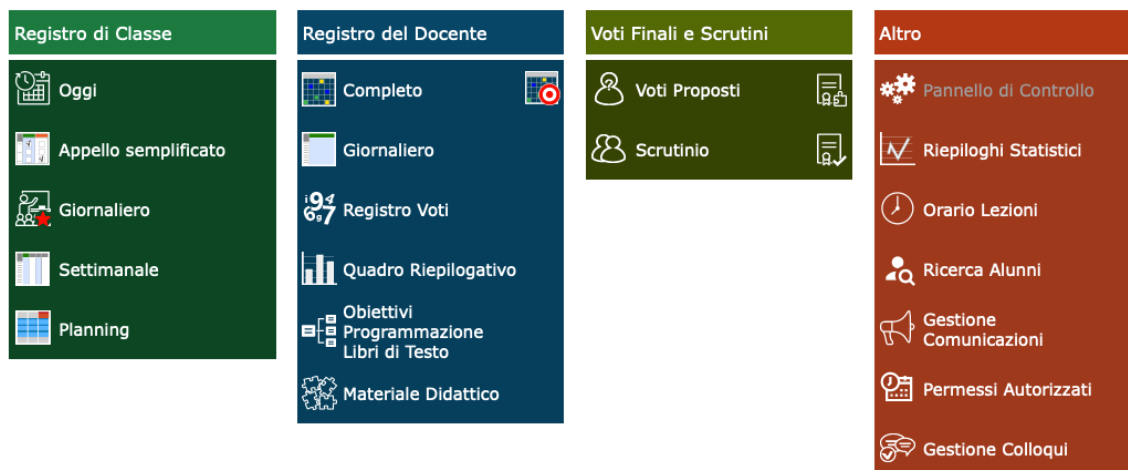 Registro di Classe
Oggi
Appello semplificato
Giornaliero
Settimanale
Planning
Registro del Docente
Completo
Giornaliero
Registro Voti
Quadro Riepilogativo
Obiettivi
Programmazione
Libri di Testo
Materiale Didattico
Voti Finali e Scrutini
Voti Proposti
Scrutinio
Altro
Pannello di Controllo
Riepiloghi Statistici
Orario Lezioni
Ricerca Alunni
Gestione
Comunicazioni
Permessi Autorizzati
Gestione Colloqui